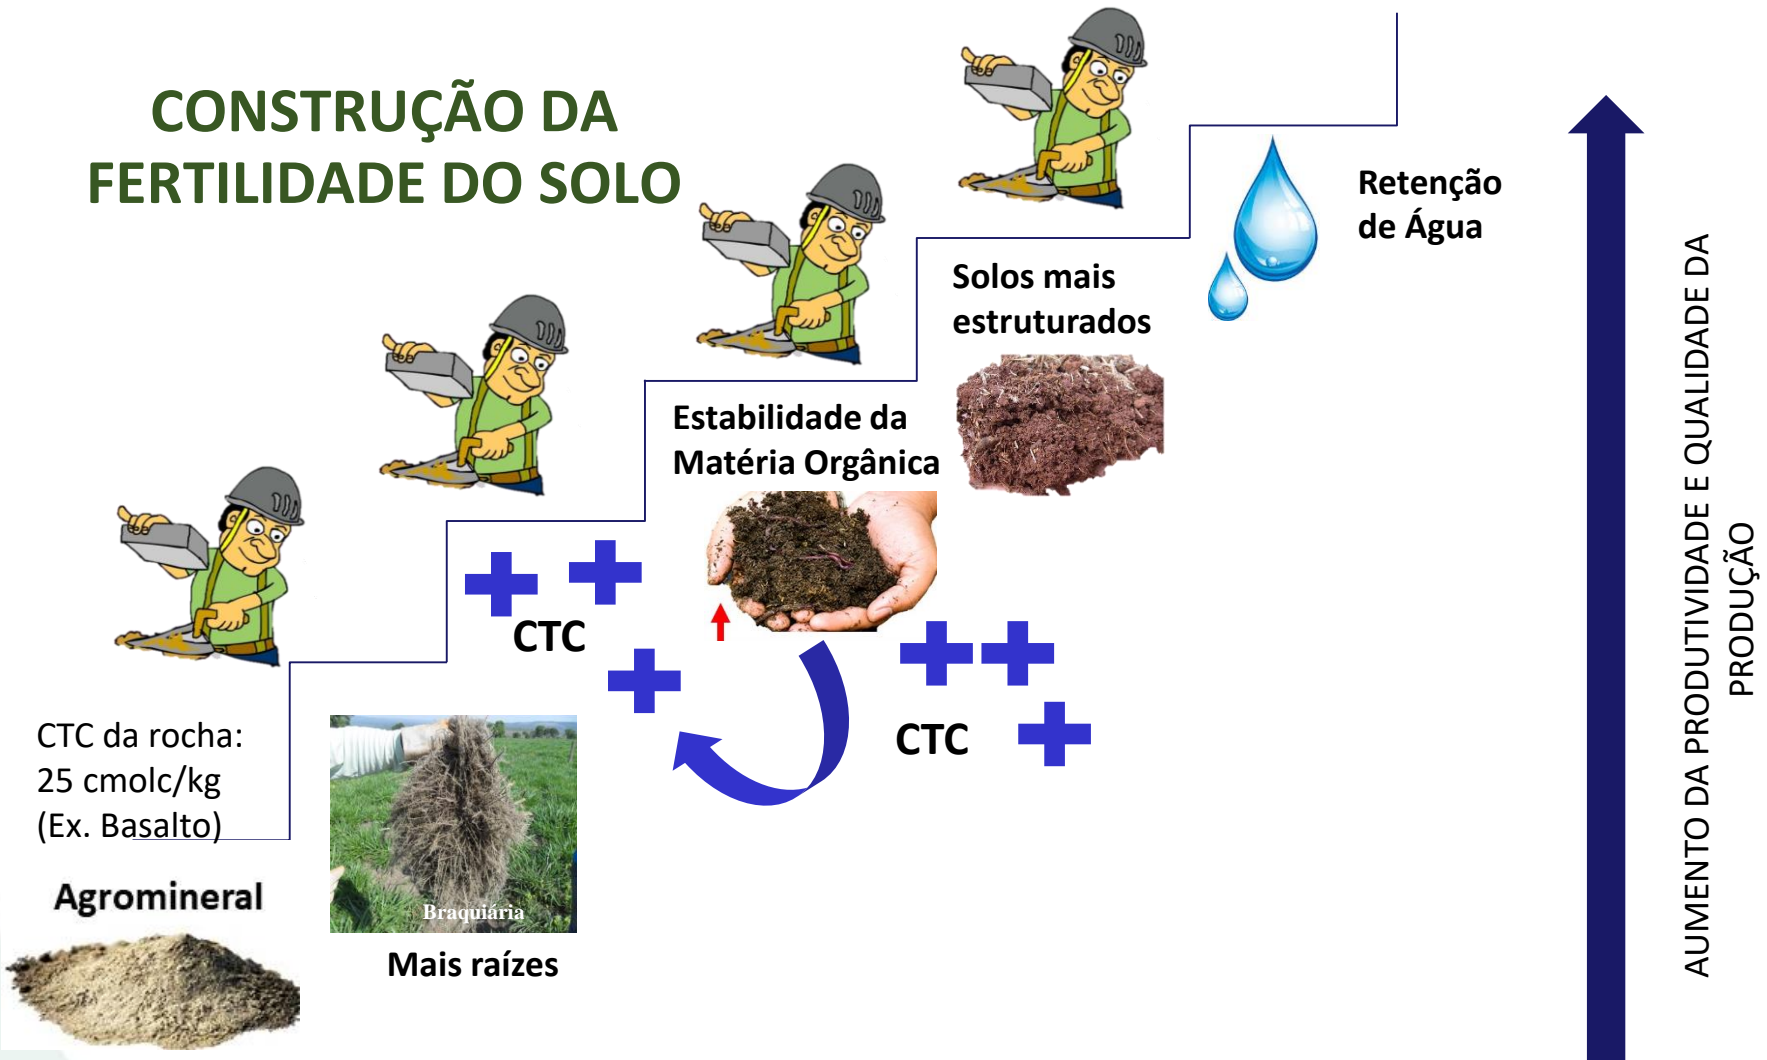 CONSTRUÇÃO DA
FERTILIDADE DO SOLO
Retenção
de Água
Solos mais
estruturados
Estabilidade da
Matéria Orgânica
CTC
CTC
CTC da rocha:
25 cmolc/kg
(Ex. Basalto)
Agromineral
Braquiária
Mais raízes
AUMENTO DA PRODUTIVIDADE E QUALIDADE DA
PRODUÇÃO